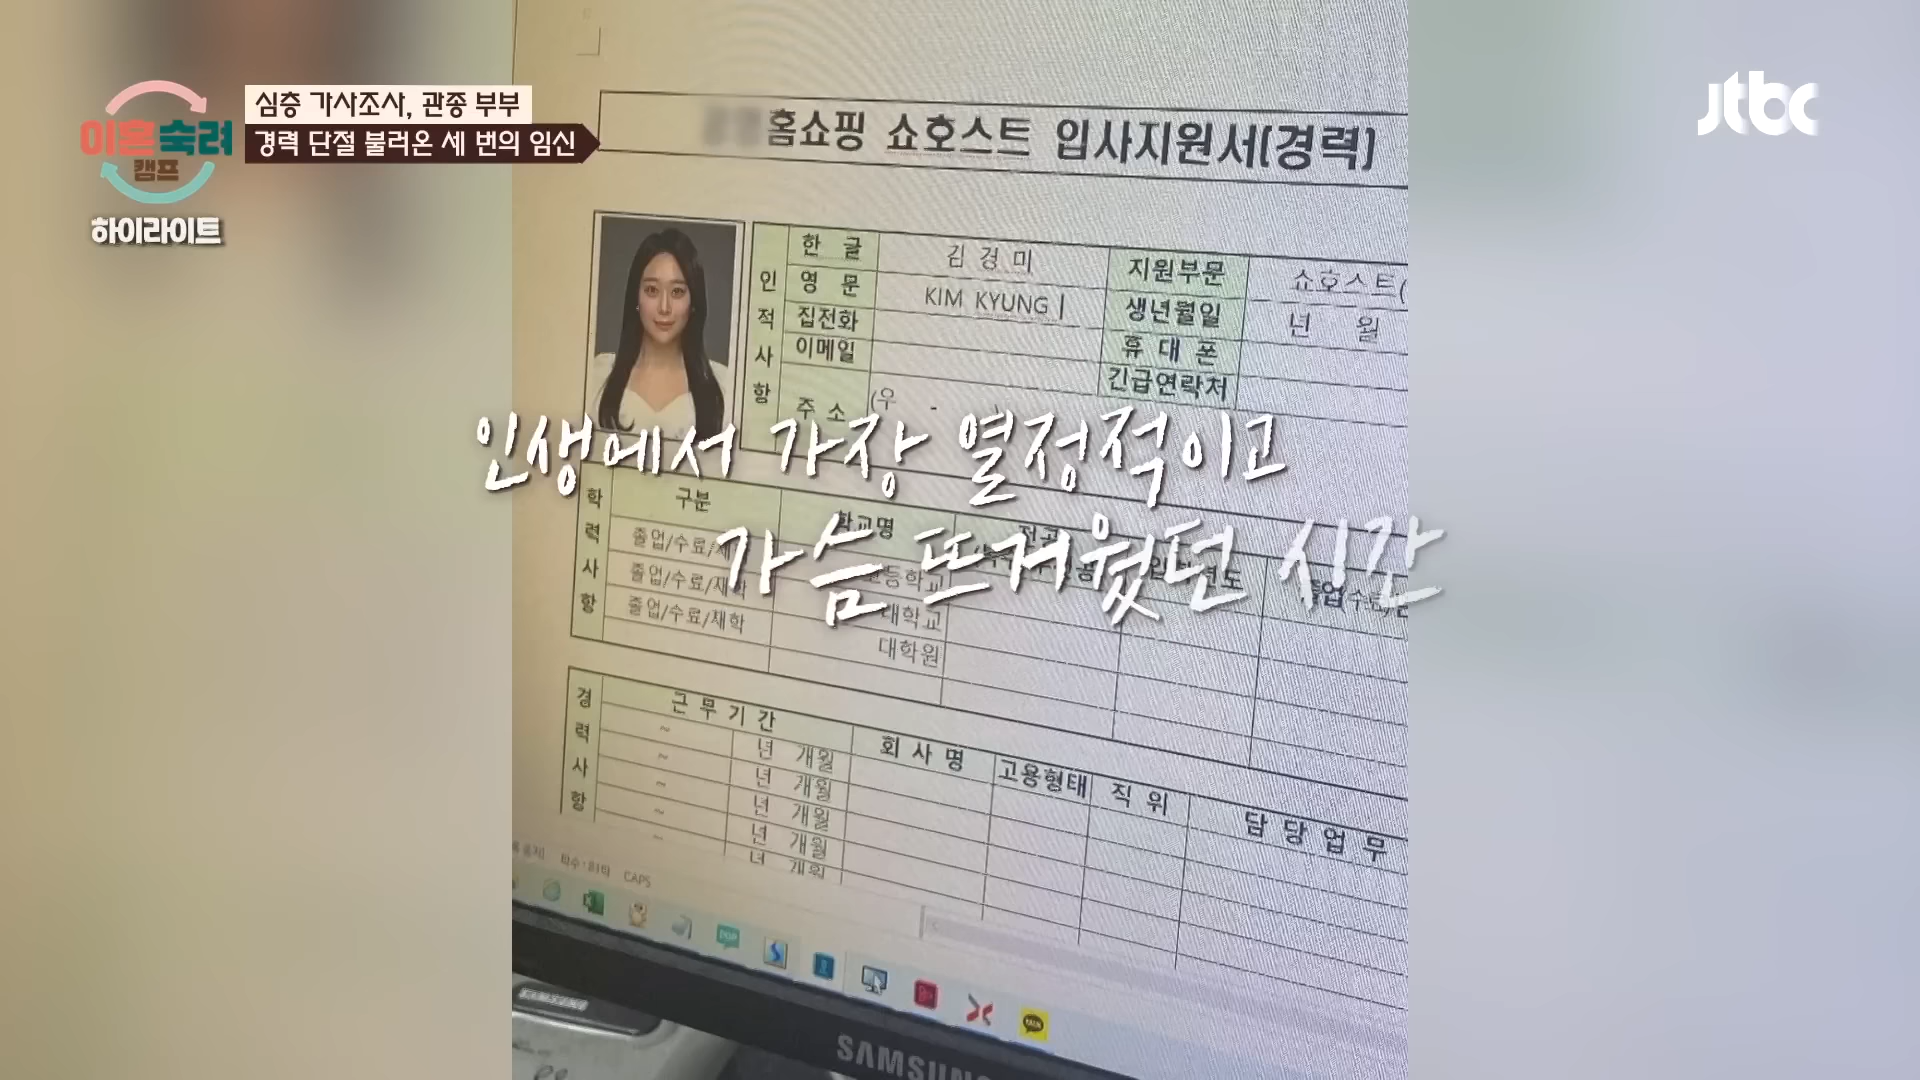 심층 가사조사, 관종 부부
경력 단절 불러온 세 번의 임신
이혼숙려
캠프
하이라이트
jtbc
홈쇼핑 쇼호스트 입사지원서(경력)
인적사항
한 글 김 경 미 지원부문 쇼호스트(
영 문 KIM KYUNG 생년월일 년 월
집전화 휴 대 폰
이메일 긴급연락처
주 소 (우 -
인생에서 가장 열정적이고
가슴 뜨거웠던 시간
학력사항
구분 학교명
졸업/수료/재학 고등학교
졸업/수료/재학 대학교
졸업/수료/재학 대학원
경력사항
근 무 기 간 회 사 명 고용형태 직 위 담 당 업 무
~ 년 개월
~ 년 개월
~ 년 개월
~ 년 개월
~ 년 개월
CAPS
TALK
SAMSUNG
SAMSUNG